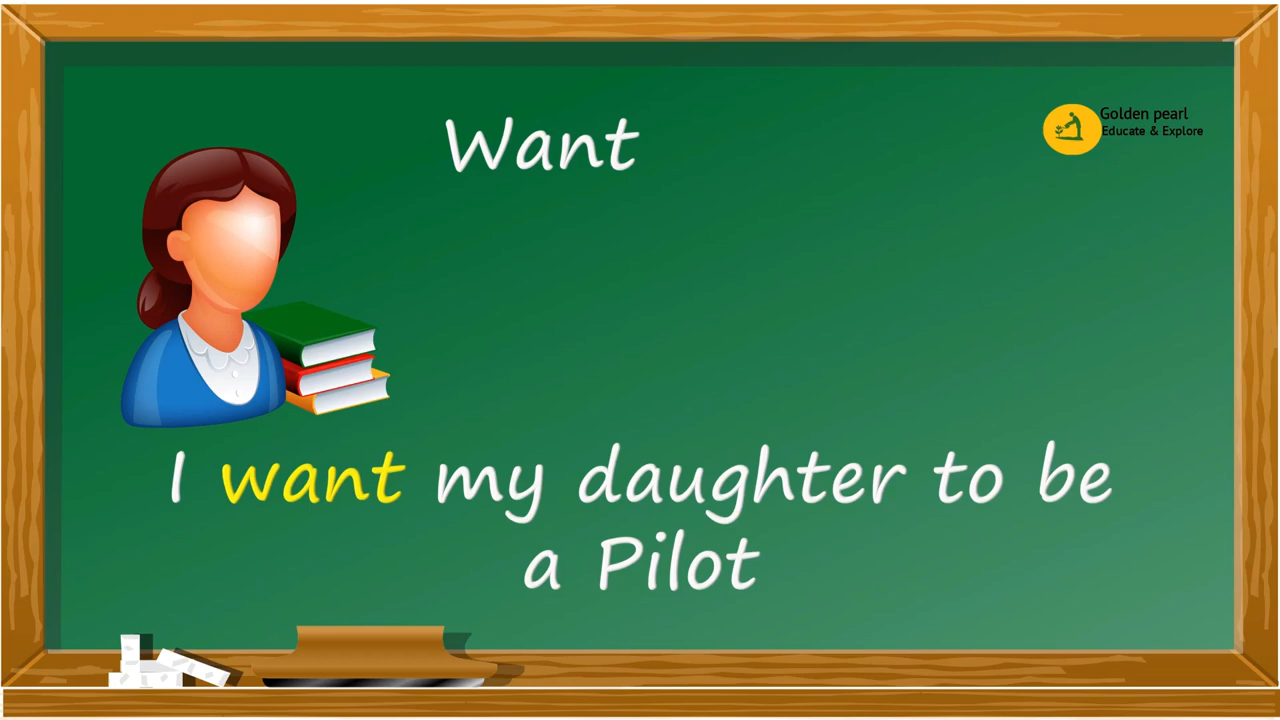 Want
Golden pearl
Educate & Explore
I want my daughter to be
a Pilot